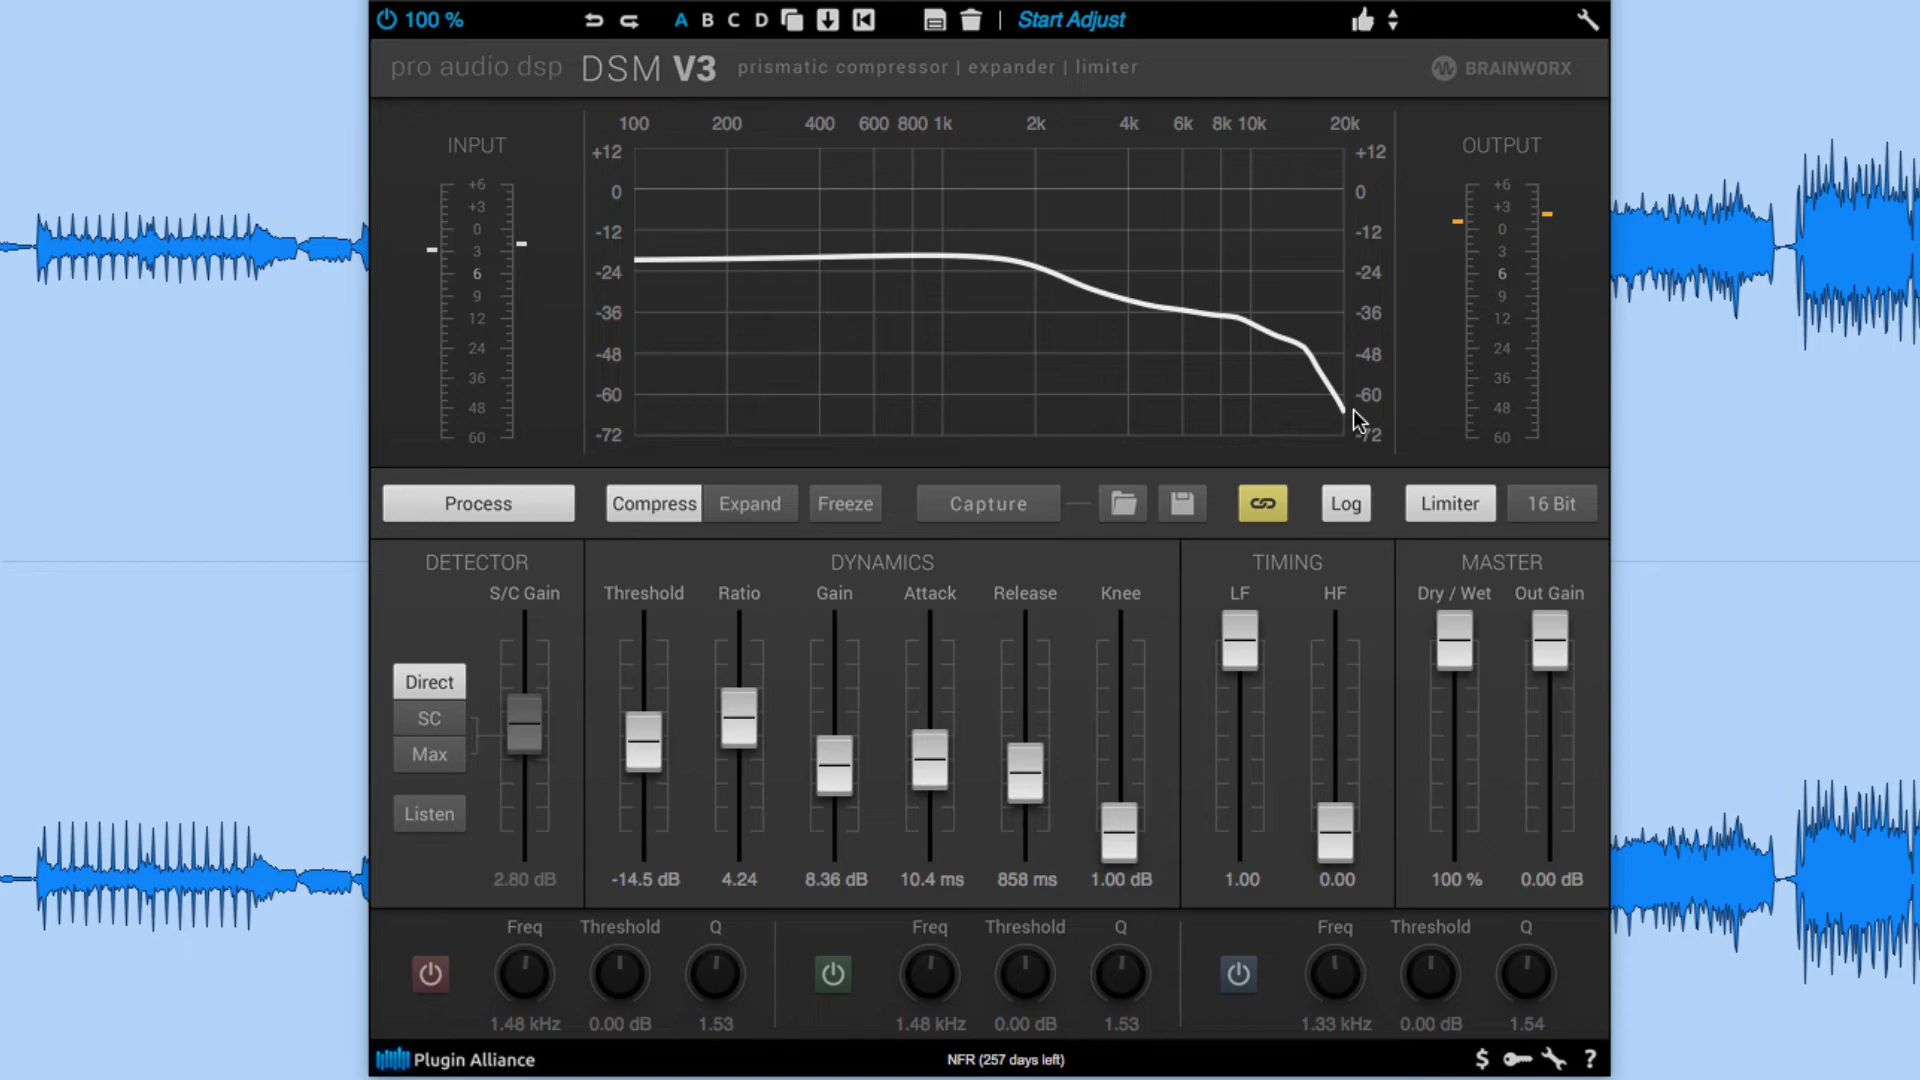 100 %
A B C D
Start Adjust
pro audio dsp DSM V3 prismatic compressor | expander | limiter
BRAINWORX
INPUT
+6
+3
0
3
6
9
12
24
36
48
60
100 200 400 600 800 1k 2k 4k 6k 8k 10k 20k
+12 +12
0 0
-12 -12
-24 -24
-36 -36
-48 -48
-60 -60
-72 -72
OUTPUT
+6
+3
0
3
6
9
12
24
36
48
60
Process Compress Expand Freeze Capture Log Limiter 16 Bit
DETECTOR DYNAMICS TIMING MASTER
S/C Gain Threshold Ratio Gain Attack Release Knee LF HF Dry / Wet Out Gain
Direct
SC
Max
Listen
2.80 dB -14.5 dB 4.24 8.36 dB 10.4 ms 858 ms 1.00 dB 1.00 0.00 100 % 0.00 dB
Freq Threshold Q Freq Threshold Q Freq Threshold Q
1.48 kHz 0.00 dB 1.53 1.48 kHz 0.00 dB 1.53 1.33 kHz 0.00 dB 1.54
Plugin Alliance NFR (257 days left) $ ?